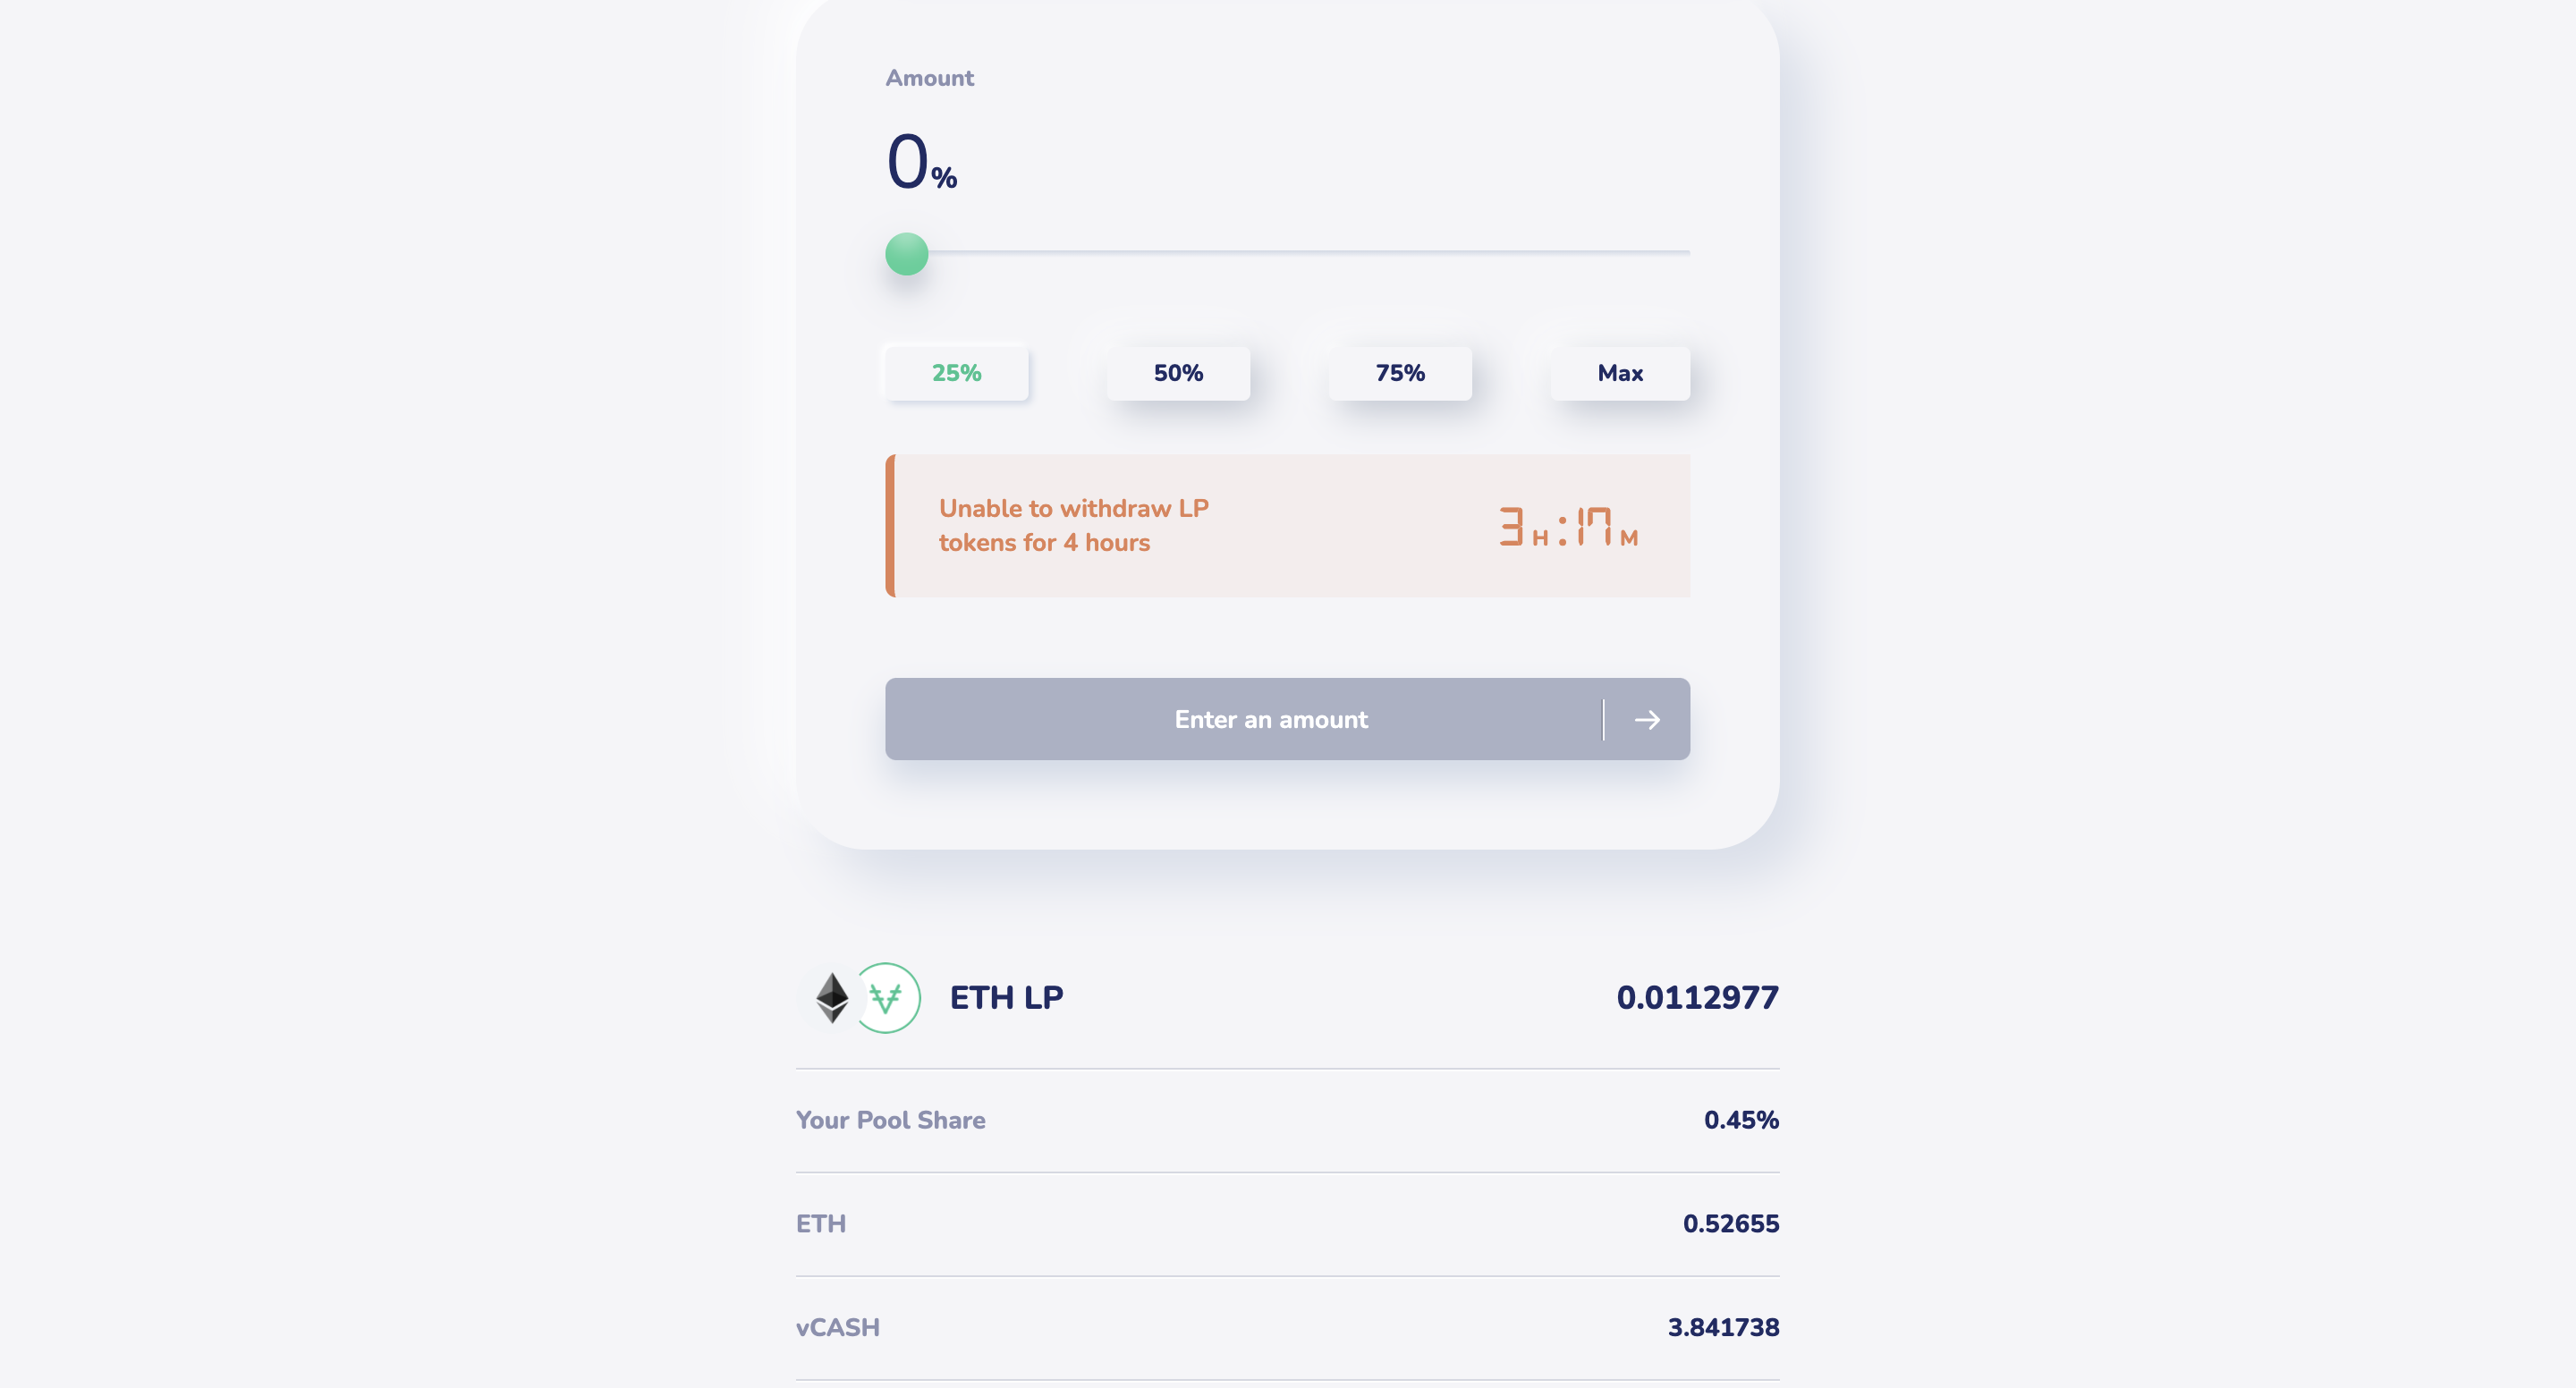 Amount
0%
25% 50% 75% Max
Unable to withdraw LP
tokens for 4 hours
3H:17M
Enter an amount
ETH LP 0.0112977
Your Pool Share 0.45%
ETH 0.52655
vCASH 3.841738